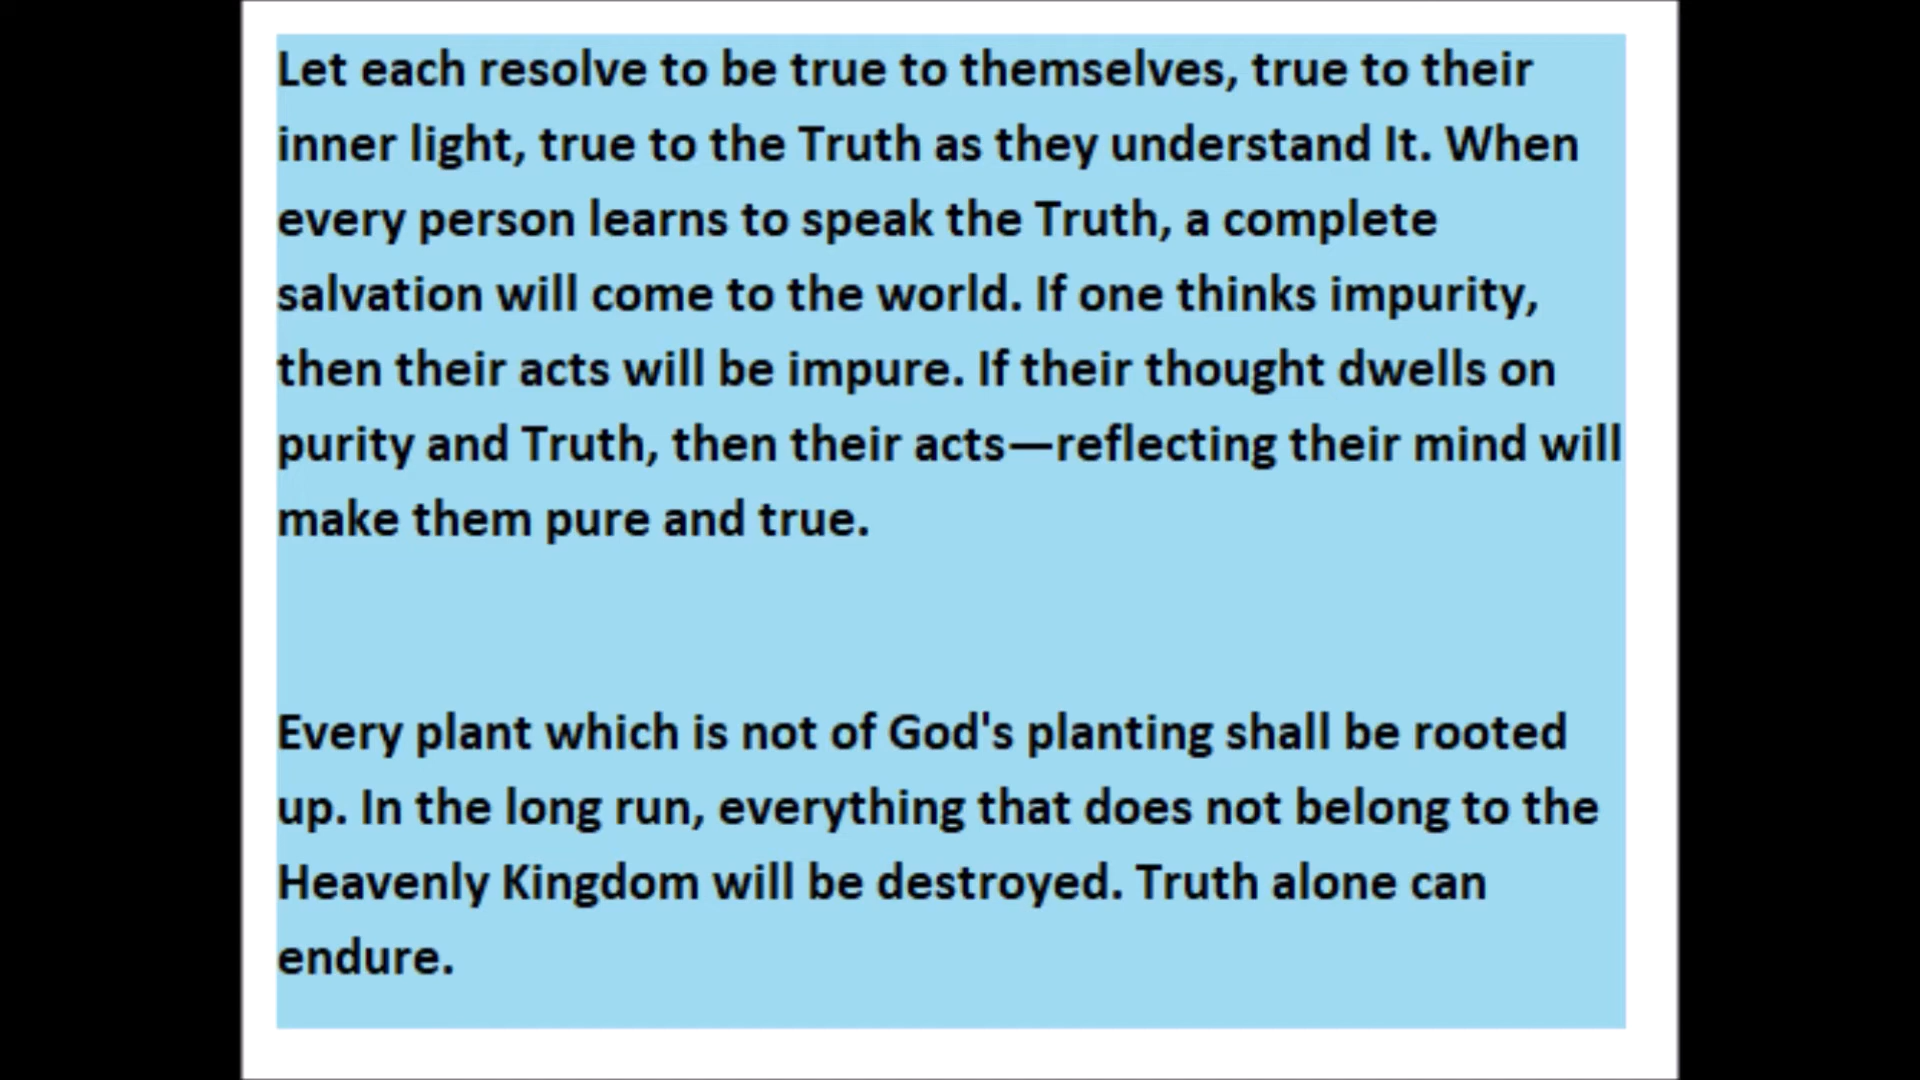 Let each resolve to be true to themselves, true to their
inner light, true to the Truth as they understand It. When
every person learns to speak the Truth, a complete
salvation will come to the world. If one thinks impurity,
then their acts will be impure. If their thought dwells on
purity and Truth, then their acts—reflecting their mind will
make them pure and true.
Every plant which is not of God's planting shall be rooted
up. In the long run, everything that does not belong to the
Heavenly Kingdom will be destroyed. Truth alone can
endure.